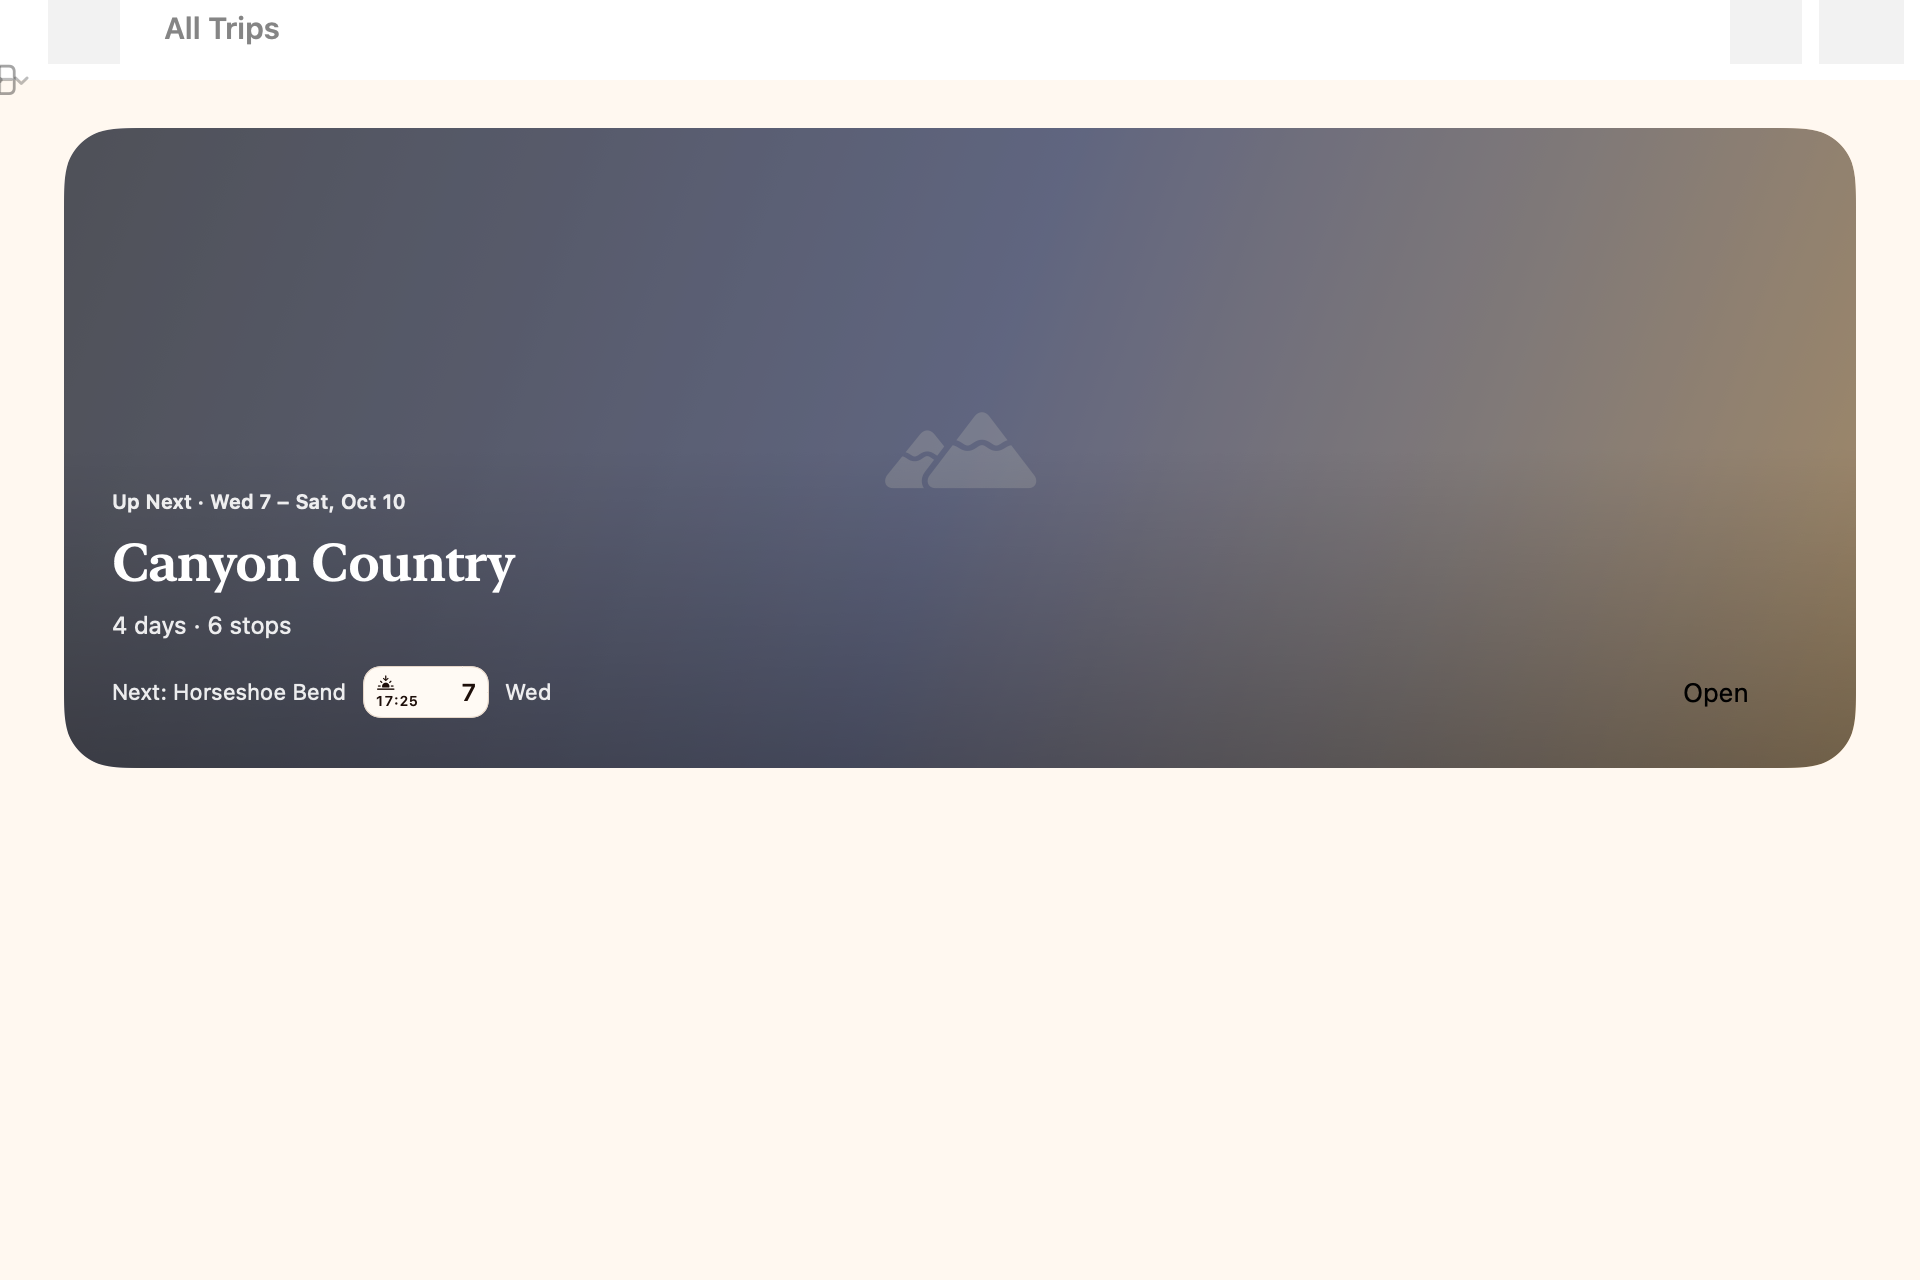 All Trips
Up Next · Wed 7 – Sat, Oct 10
Canyon Country
4 days · 6 stops
Next: Horseshoe Bend 17:25 7 Wed
Open